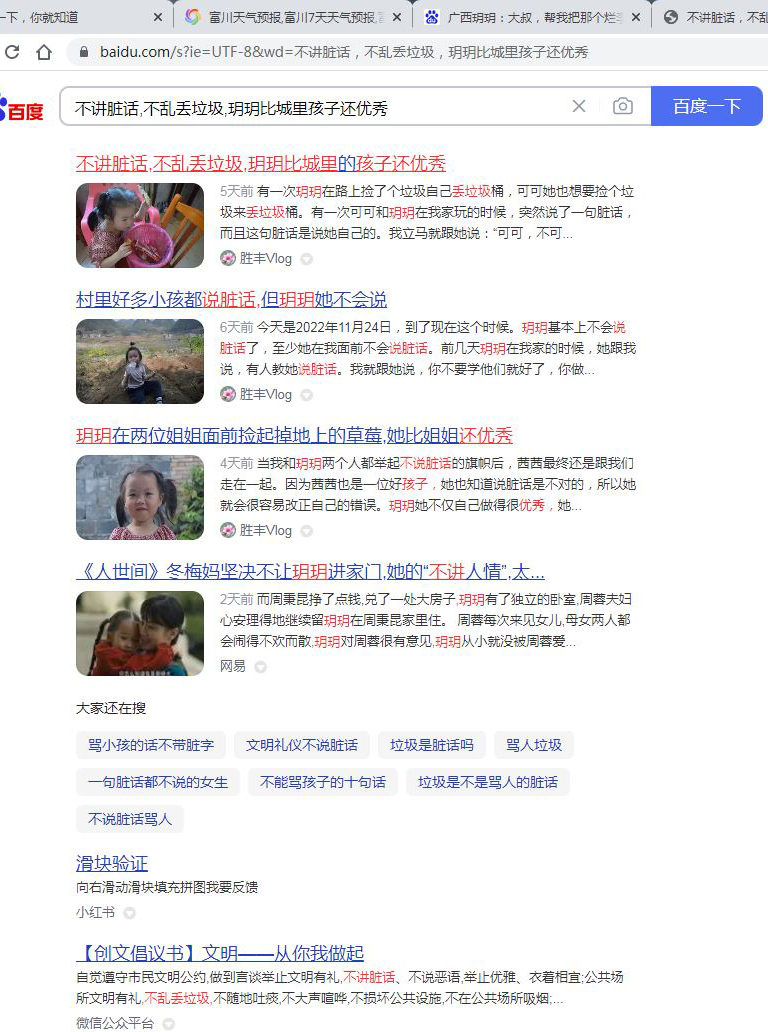 一下，你就知道
富川天气预报,富川7天天气预报,
广西玥玥：大叔，帮我把那个烂
不讲脏话，不乱
baidu.com/s?ie=UTF-8&wd=不讲脏话，不乱丢垃圾，玥玥比城里孩子还优秀
百度
不讲脏话,不乱丢垃圾,玥玥比城里孩子还优秀
百度一下
不讲脏话,不乱丢垃圾,玥玥比城里的孩子还优秀
5天前 有一次玥玥在路上捡了个垃圾自己丢垃圾桶，可可她也想要捡个垃
圾来丢垃圾桶。有一次可可和玥玥在我家玩的时候，突然说了一句脏话，
而且这句脏话是说她自己的。我立马就跟她说：“可可，不可...
胜丰Vlog
村里好多小孩都说脏话,但玥玥她不会说
6天前 今天是2022年11月24日，到了现在这个时候。玥玥基本上不会说
脏话了，至少她在我面前不会说脏话。前几天玥玥在我家的时候，她跟我
说，有人教她说脏话。我就跟她说，你不要学他们就好了，你做...
胜丰Vlog
玥玥在两位姐姐面前捡起掉地上的草莓,她比姐姐还优秀
4天前 当我和玥玥两个人都举起不说脏话的旗帜后，茜茜最终还是跟我们
走在一起。因为茜茜也是一位好孩子，她也知道说脏话是不对的，所以她
就会很容易改正自己的错误。玥玥她不仅自己做得很优秀，她...
胜丰Vlog
《人世间》冬梅妈坚决不让玥玥进家门,她的“不讲人情”,太...
2天前 而周秉昆挣了点钱,兑了一处大房子,玥玥有了独立的卧室,周蓉夫妇
心安理得地继续留玥玥在周秉昆家里住。 周蓉每次来见女儿,母女两人都
会闹得不欢而散,玥玥对周蓉很有意见,玥玥从小就没被周蓉爱...
网易
大家还在搜
骂小孩的话不带脏字
文明礼仪不说脏话
垃圾是脏话吗
骂人垃圾
一句脏话都不说的女生
不能骂孩子的十句话
垃圾是不是骂人的脏话
不说脏话骂人
滑块验证
向右滑动滑块填充拼图我要反馈
小红书
【创文倡议书】文明——从你我做起
自觉遵守市民文明公约,做到言谈举止文明有礼,不讲脏话、不说恶语,举止优雅、衣着相宜;公共场
所文明有礼,不乱丢垃圾,不随地吐痰,不大声喧哗,不损坏公共设施,不在公共场所吸烟;...
微信公众平台